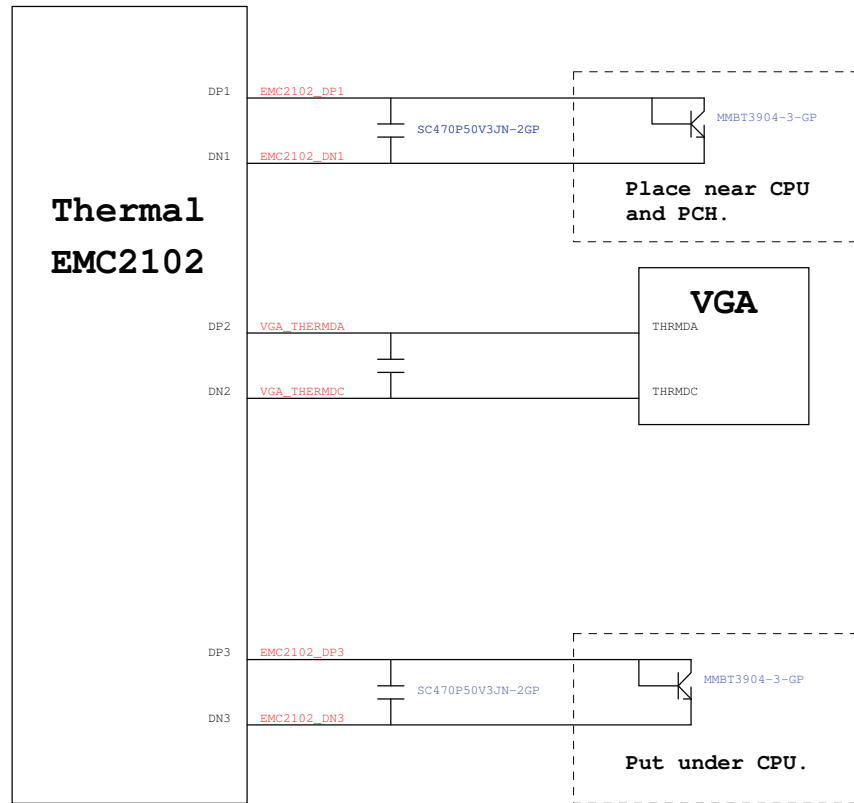 DP1 EMC2102_DP1
MMBT3904-3-GP
SC470P50V3JN-2GP
DN1 EMC2102_DN1
Place near CPU
and PCH.
Thermal
EMC2102
VGA
DP2 VGA_THERMDA THRMDA
DN2 VGA_THERMDC THRMDC
DP3 EMC2102_DP3
MMBT3904-3-GP
SC470P50V3JN-2GP
DN3 EMC2102_DN3
Put under CPU.